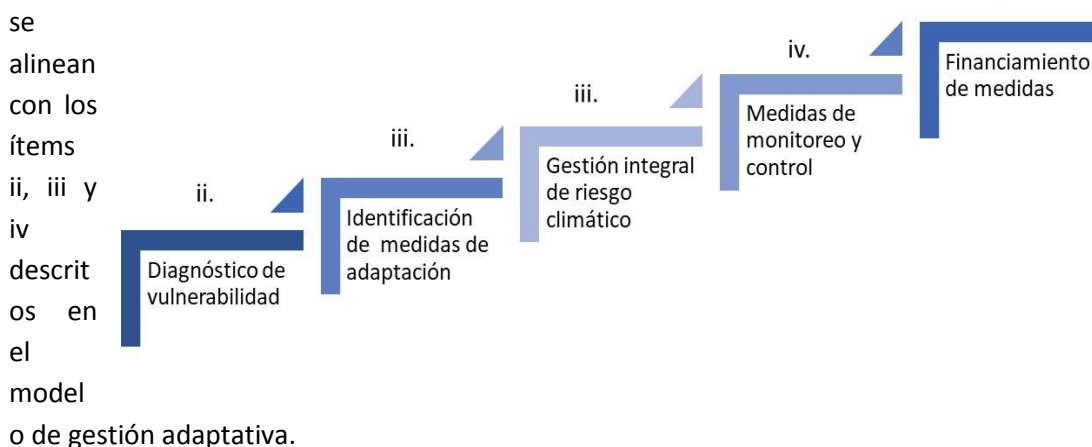 se
alinean
con los
ítems
ii, iii y
iv
descrit
os en
el
model
o de gestión adaptativa.
ii.
Diagnóstico de
vulnerabilidad
iii.
Identificación
de medidas de
adaptación
iii.
Gestión integral
de riesgo
climático
iv.
Medidas de
monitoreo y
control
Financiamiento
de medidas